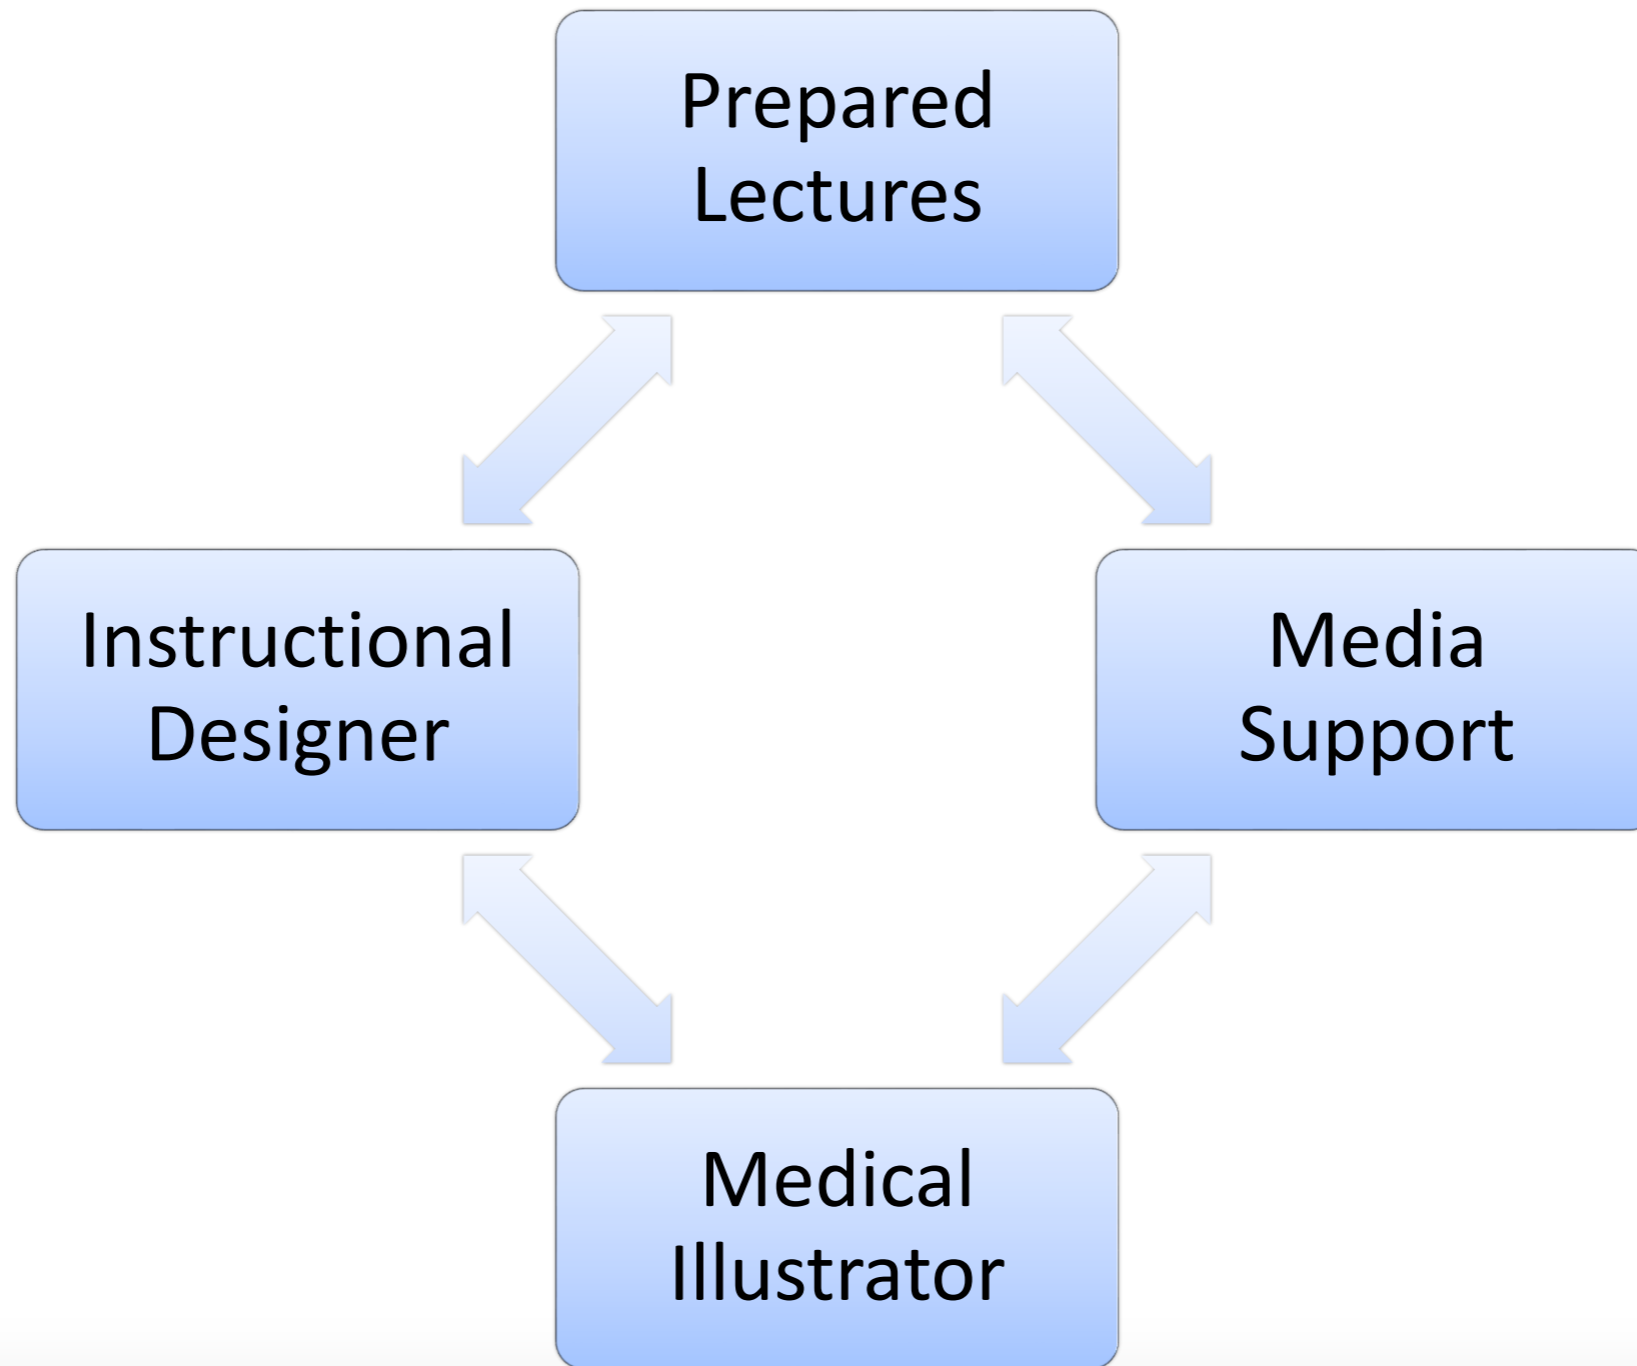 Prepared
Lectures
Instructional
Designer
Media
Support
Medical
Illustrator